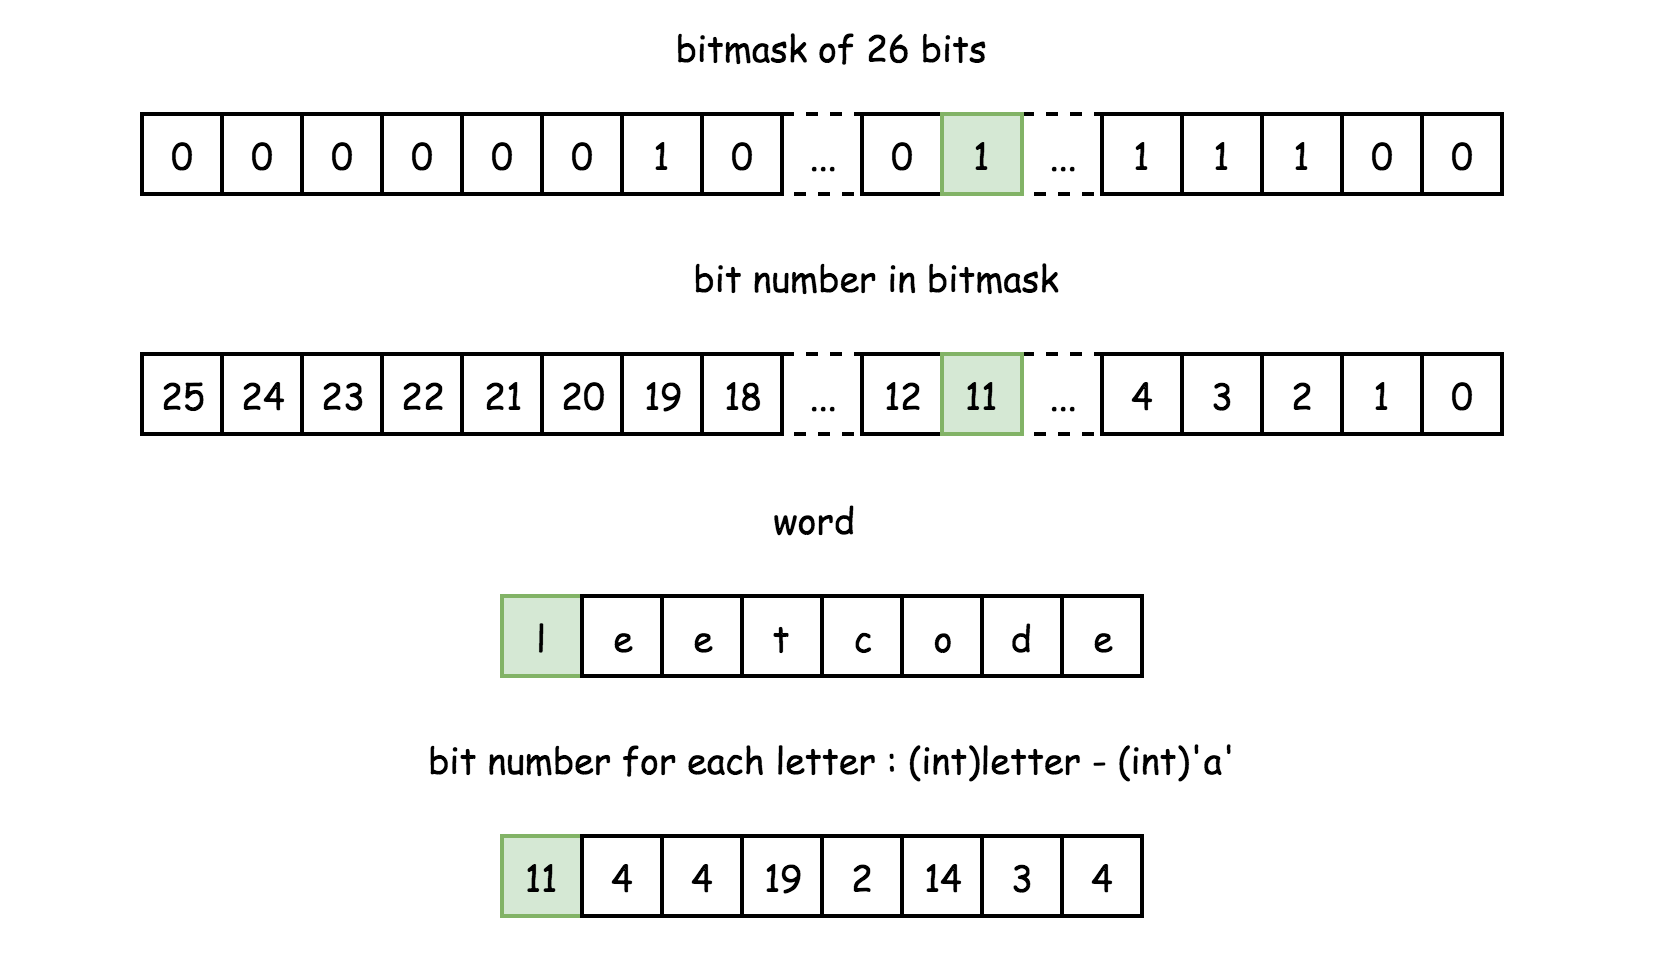 bitmask of 26 bits
0 0 0 0 0 0 1 0 ... 0 1 ... 1 1 1 0 0
bit number in bitmask
25 24 23 22 21 20 19 18 ... 12 11 ... 4 3 2 1 0
word
l e e t c o d e
bit number for each letter : (int)letter - (int)'a'
11 4 4 19 2 14 3 4